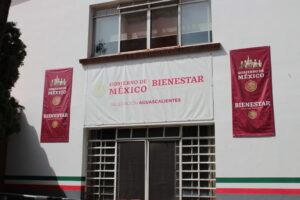 GOBIERNO DE
MÉXICO
BIENESTAR
DELEGACIÓN AGUASCALIENTES
GOBIERNO DE
MÉXICO
BIENESTAR
GOBIERNO DE
MÉXICO
BIENESTAR